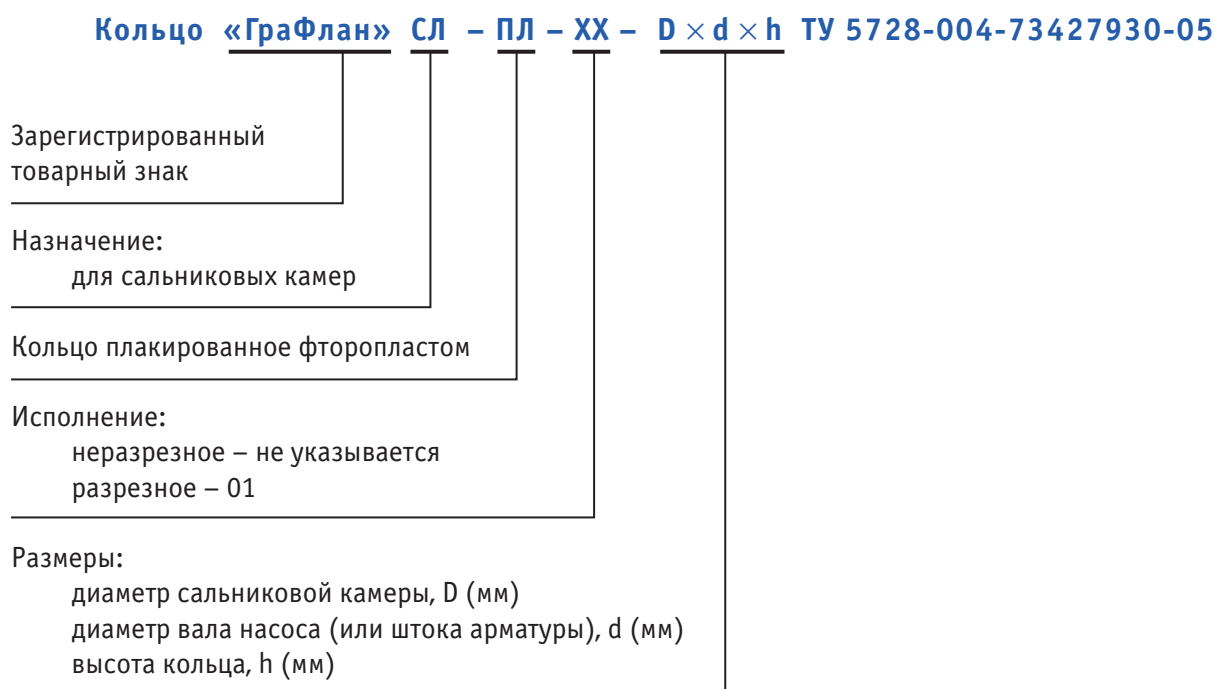 Кольцо «ГраФлан» СЛ – ПЛ – ХХ – D × d × h ТУ 5728-004-73427930-05
Зарегистрированный
товарный знак
Назначение:
для сальниковых камер
Кольцо плакированное фторопластом
Исполнение:
неразрезное – не указывается
разрезное – 01
Размеры:
диаметр сальниковой камеры, D (мм)
диаметр вала насоса (или штока арматуры), d (мм)
высота кольца, h (мм)